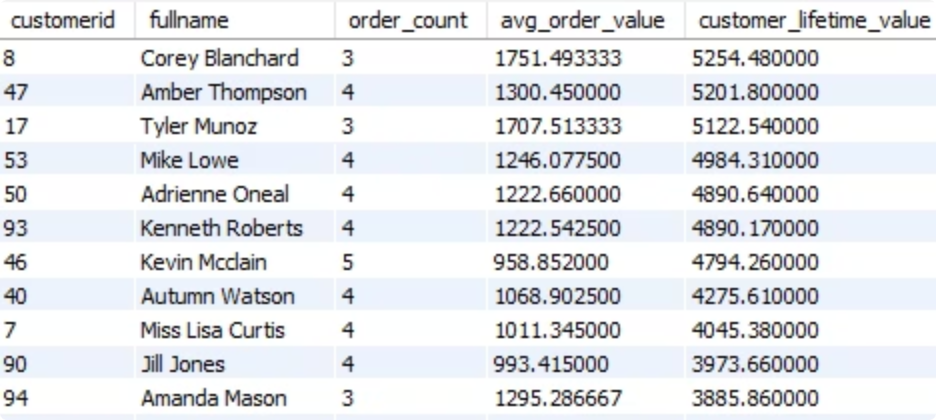 customerid fullname order_count avg_order_value customer_lifetime_value
8 Corey Blanchard 3 1751.493333 5254.480000
47 Amber Thompson 4 1300.450000 5201.800000
17 Tyler Munoz 3 1707.513333 5122.540000
53 Mike Lowe 4 1246.077500 4984.310000
50 Adrienne Oneal 4 1222.660000 4890.640000
93 Kenneth Roberts 4 1222.542500 4890.170000
46 Kevin Mcclain 5 958.852000 4794.260000
40 Autumn Watson 4 1068.902500 4275.610000
7 Miss Lisa Curtis 4 1011.345000 4045.380000
90 Jill Jones 4 993.415000 3973.660000
94 Amanda Mason 3 1295.286667 3885.860000